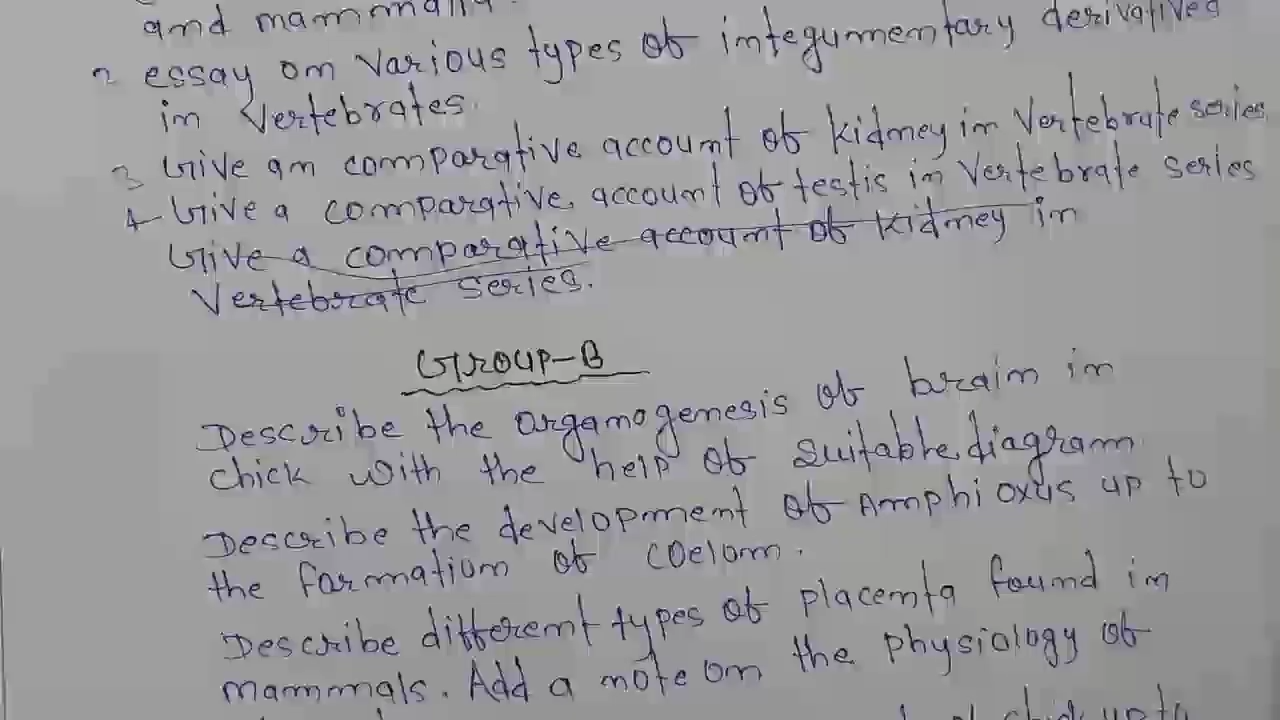 and mammalia.
2 essay on various types of integumentary derivatives
in vertebrates.
3 Give an comparative account of kidney in vertebrate series
4 Give a comparative account of testis in vertebrate series
Give a comparative account of kidney in
vertebrate series.
Group-B
Describe the organogenesis of brain in
chick with the help of suitable diagram
Describe the development of Amphioxus up to
the formation of coelom.
Describe different types of placenta found in
mammals. Add a note on the physiology of
chick up to